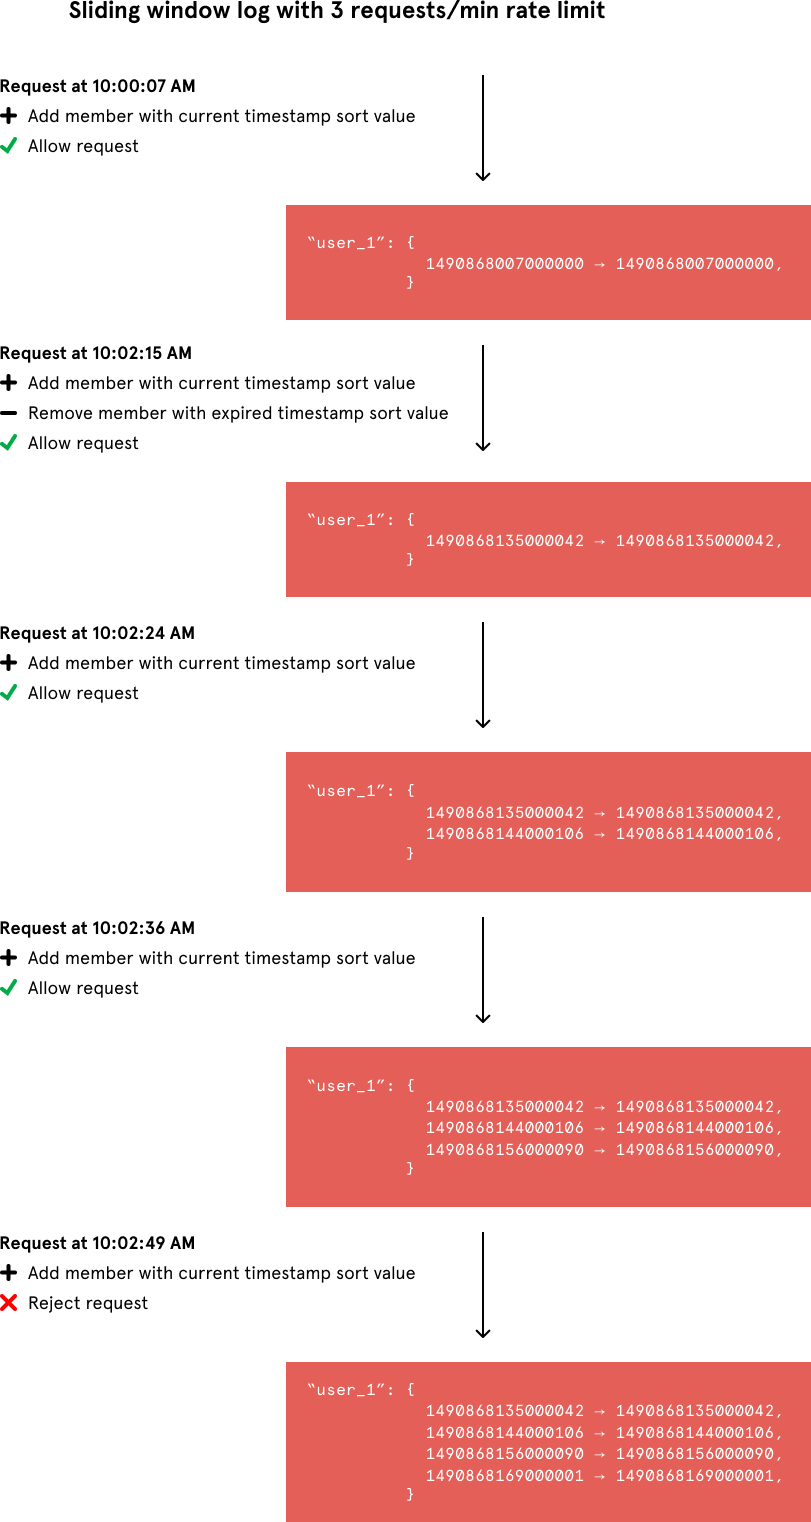 Sliding window log with 3 requests/min rate limit
Request at 10:00:07 AM
Add member with current timestamp sort value
Allow request
“user_1”: {
1490868007000000 → 1490868007000000,
}
Request at 10:02:15 AM
Add member with current timestamp sort value
Remove member with expired timestamp sort value
Allow request
“user_1”: {
1490868135000042 → 1490868135000042,
}
Request at 10:02:24 AM
Add member with current timestamp sort value
Allow request
“user_1”: {
1490868135000042 → 1490868135000042,
1490868144000106 → 1490868144000106,
}
Request at 10:02:36 AM
Add member with current timestamp sort value
Allow request
“user_1”: {
1490868135000042 → 1490868135000042,
1490868144000106 → 1490868144000106,
1490868156000090 → 1490868156000090,
}
Request at 10:02:49 AM
Add member with current timestamp sort value
Reject request
“user_1”: {
1490868135000042 → 1490868135000042,
1490868144000106 → 1490868144000106,
1490868156000090 → 1490868156000090,
1490868169000001 → 1490868169000001,
}